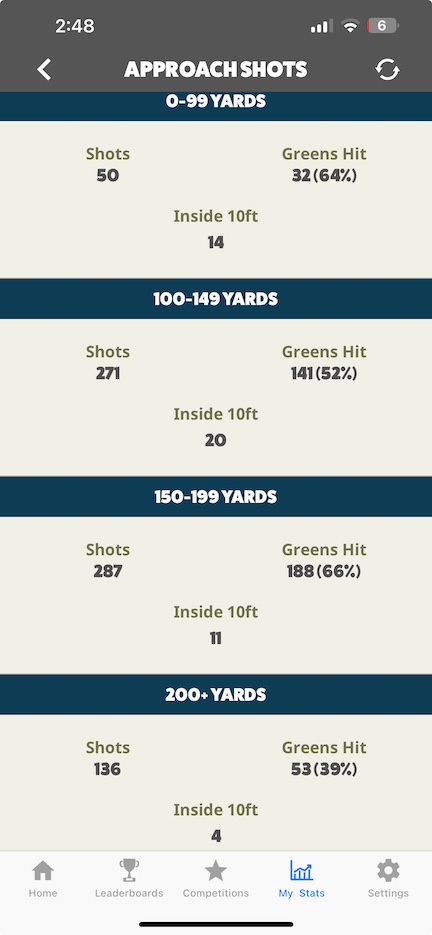 2:48
6
APPROACH SHOTS
0-99 YARDS
Shots
Greens Hit
50
32 (64%)
Inside 10ft
14
100-149 YARDS
Shots
Greens Hit
271
141 (52%)
Inside 10ft
20
150-199 YARDS
Shots
Greens Hit
287
188 (66%)
Inside 10ft
11
200+ YARDS
Shots
Greens Hit
136
53 (39%)
Inside 10ft
4
Home
Leaderboards
Competitions
My Stats
Settings